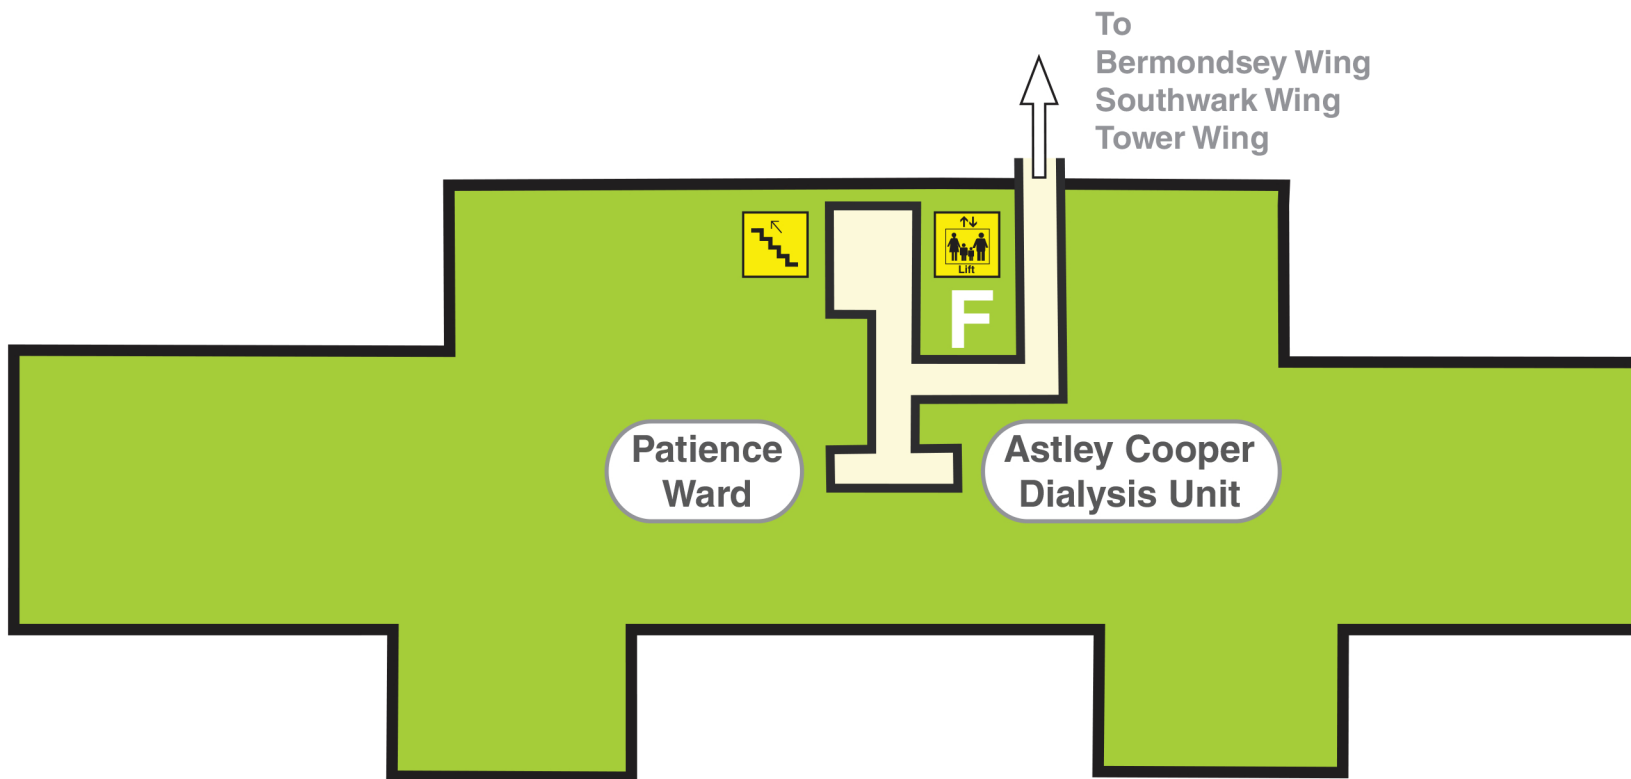 To
Bermondsey Wing
Southwark Wing
Tower Wing
Lift
F
Patience
Ward
Astley Cooper
Dialysis Unit